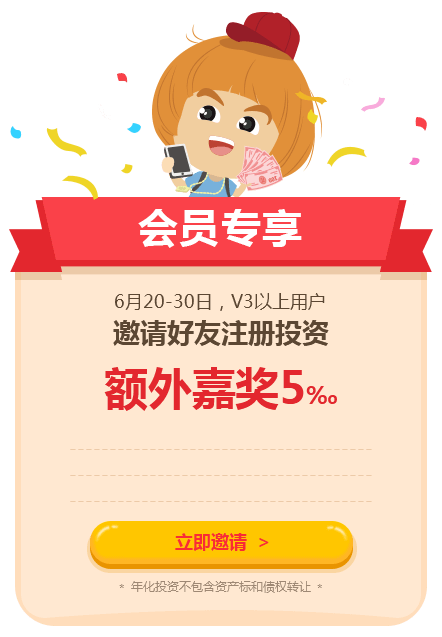 会员专享
6月20-30日，V3以上用户
邀请好友注册投资
额外嘉奖5‰
立即邀请 >
* 年化投资不包含资产标和债权转让 *